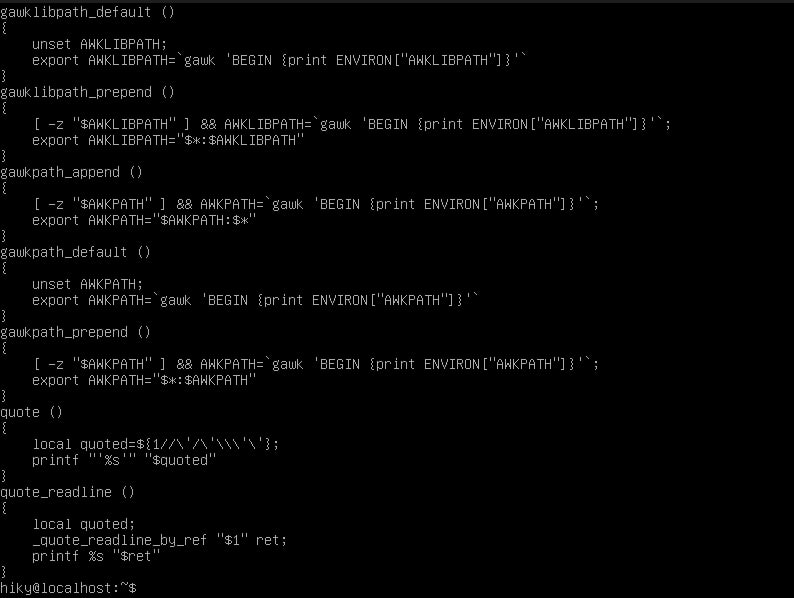 gawklibpath_default ()
{
    unset AWKLIBPATH;
    export AWKLIBPATH=`gawk 'BEGIN {print ENVIRON["AWKLIBPATH"]}'`
}
gawklibpath_prepend ()
{
    [ -z "$AWKLIBPATH" ] && AWKLIBPATH=`gawk 'BEGIN {print ENVIRON["AWKLIBPATH"]}'`;
    export AWKLIBPATH="$*:$AWKLIBPATH"
}
gawkpath_append ()
{
    [ -z "$AWKPATH" ] && AWKPATH=`gawk 'BEGIN {print ENVIRON["AWKPATH"]}'`;
    export AWKPATH="$AWKPATH:$*"
}
gawkpath_default ()
{
    unset AWKPATH;
    export AWKPATH=`gawk 'BEGIN {print ENVIRON["AWKPATH"]}'`
}
gawkpath_prepend ()
{
    [ -z "$AWKPATH" ] && AWKPATH=`gawk 'BEGIN {print ENVIRON["AWKPATH"]}'`;
    export AWKPATH="$*:$AWKPATH"
}
quote ()
{
    local quoted=${1//\'/\'\\\'\'};
    printf "'%s'" "$quoted"
}
quote_readline ()
{
    local quoted;
    _quote_readline_by_ref "$1" ret;
    printf %s "$ret"
}
hiky@localhost:~$